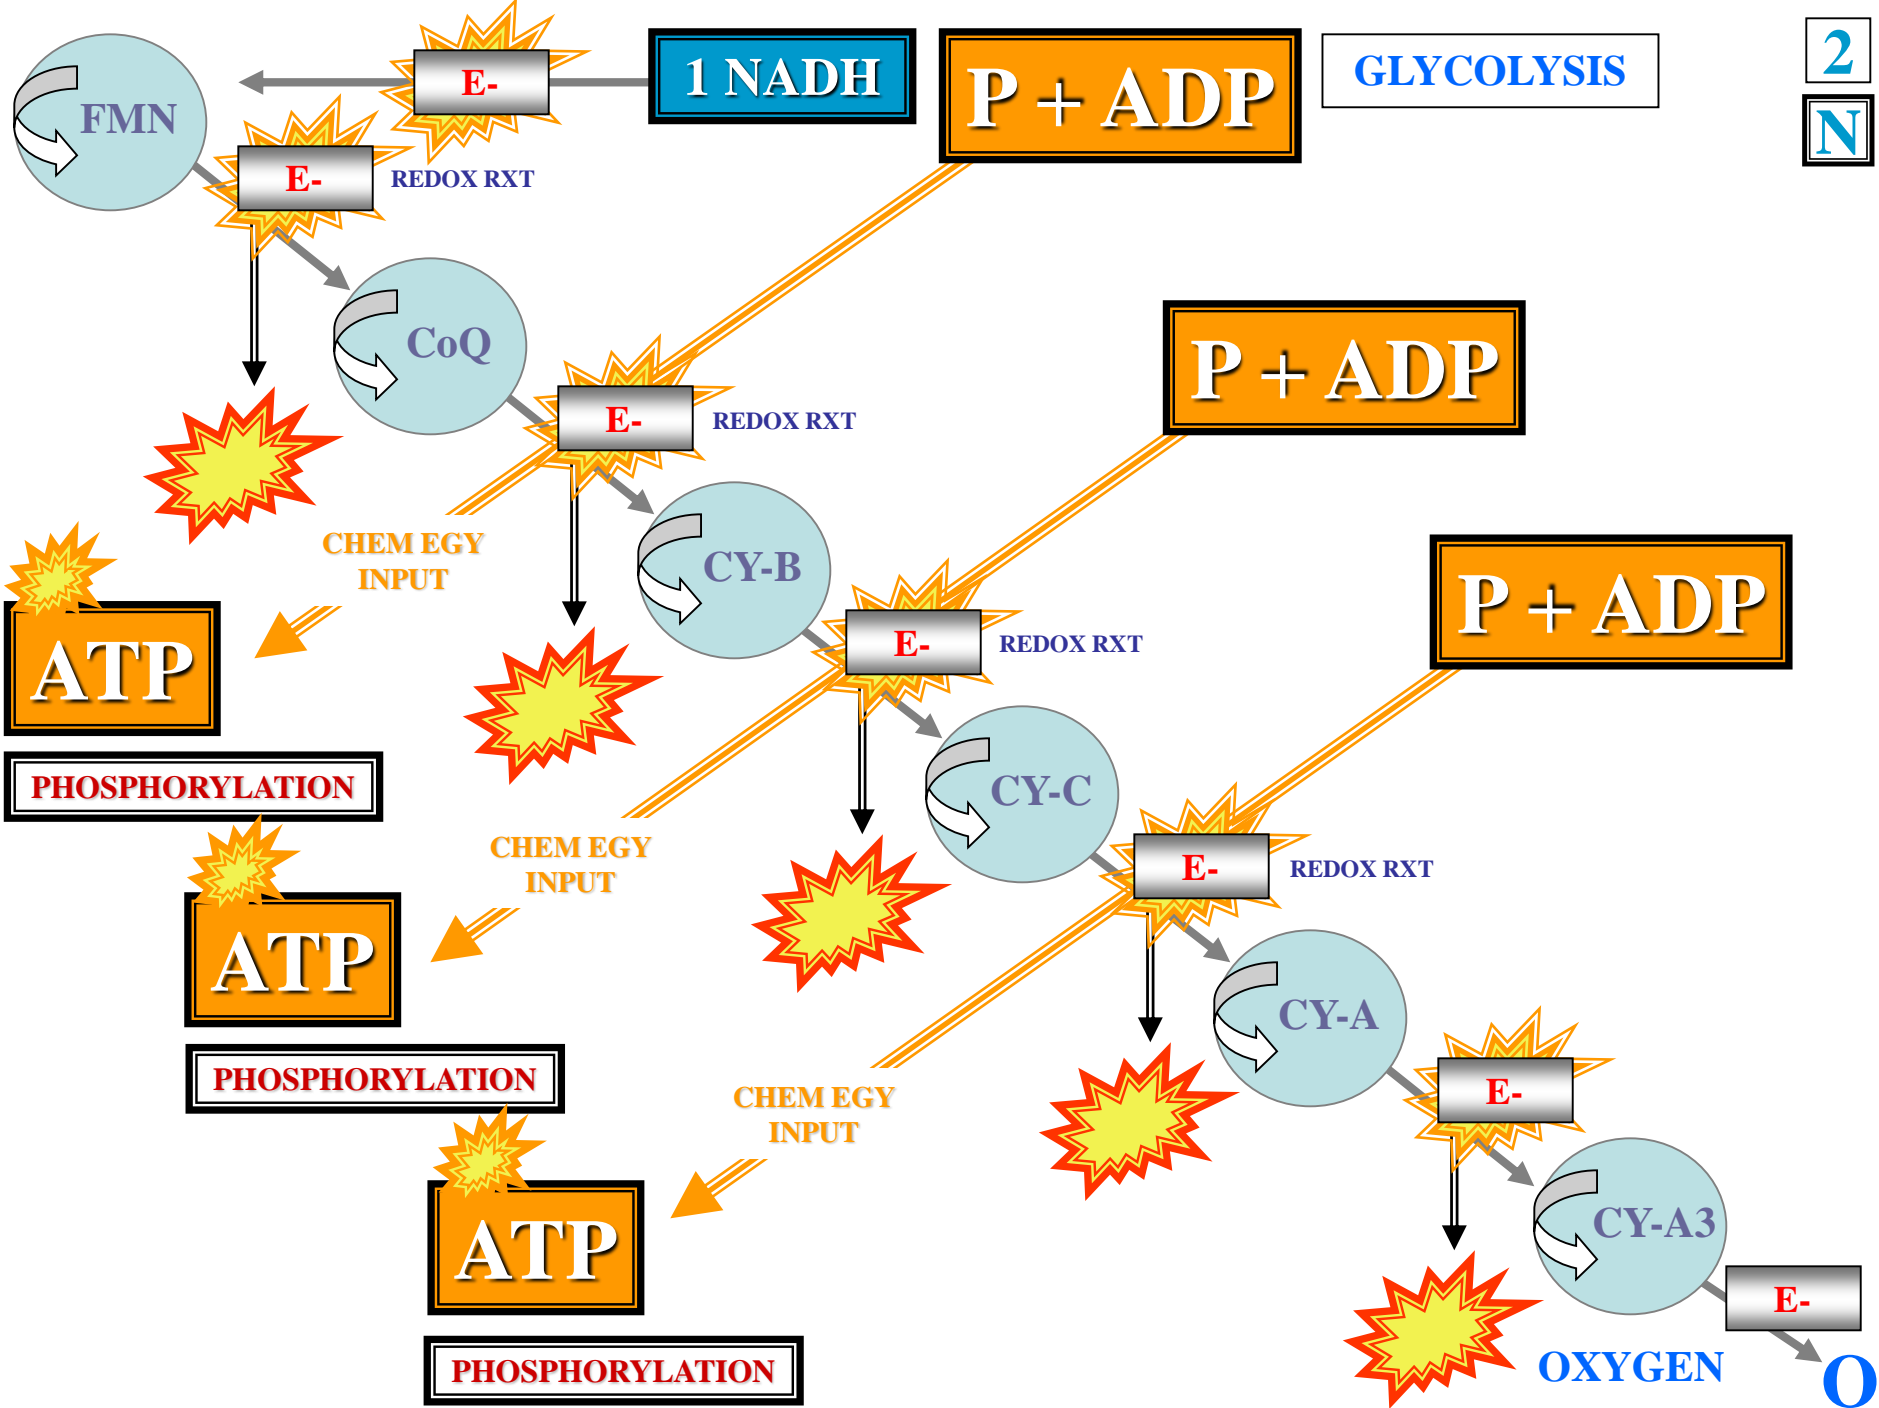 1 NADH
P + ADP
GLYCOLYSIS
2
N
E-
FMN
E-
REDOX RXT
CoQ
P + ADP
E-
REDOX RXT
CHEM EGY
INPUT
CY-B
P + ADP
ATP
E-
REDOX RXT
PHOSPHORYLATION
CY-C
CHEM EGY
INPUT
E-
REDOX RXT
ATP
CY-A
PHOSPHORYLATION
CHEM EGY
INPUT
E-
ATP
CY-A3
E-
PHOSPHORYLATION
OXYGEN
O